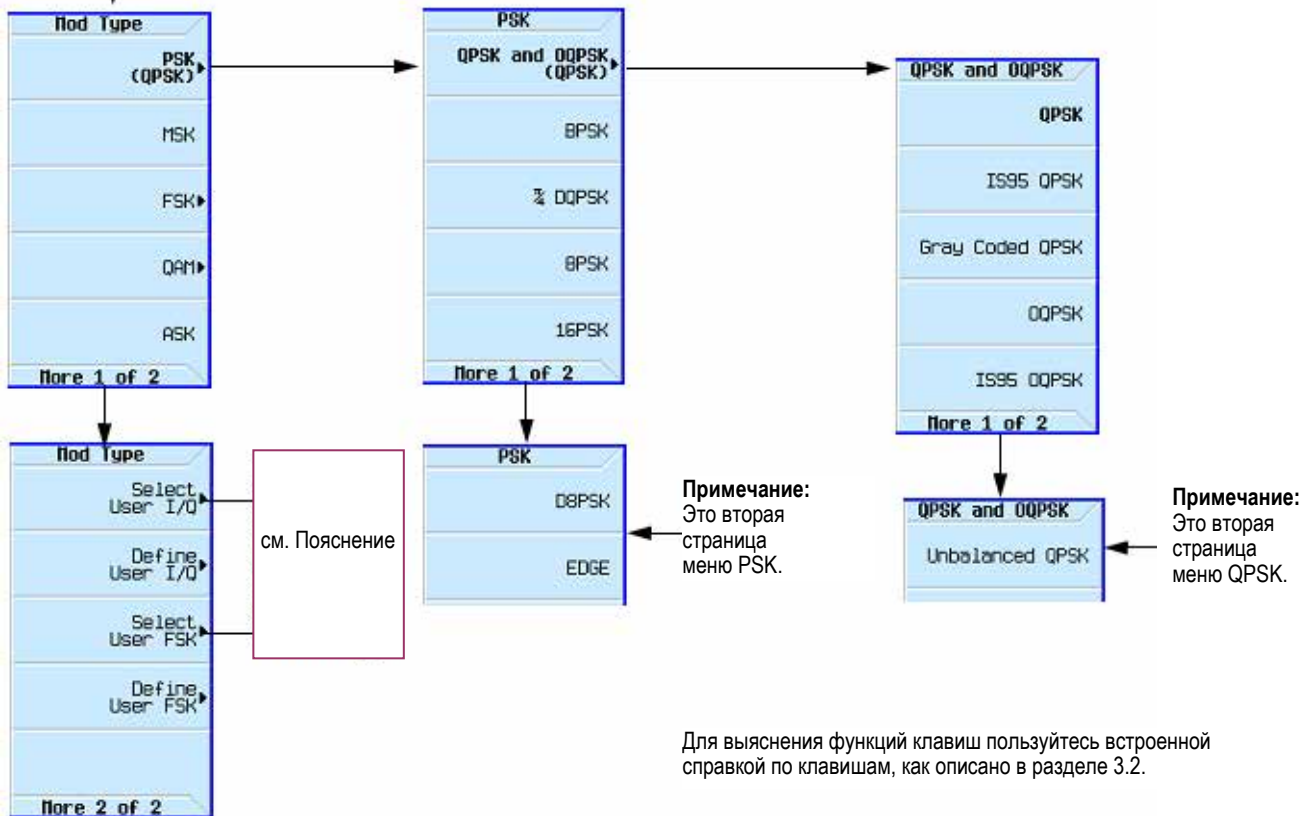 Mod Type
PSK
(QPSK)
MSK
FSK
QAM
ASK
More 1 of 2
PSK
QPSK and OQPSK
(QPSK)
BPSK
π/4 DQPSK
8PSK
16PSK
More 1 of 2
QPSK and OQPSK
QPSK
IS95 QPSK
Gray Coded QPSK
OQPSK
IS95 OQPSK
More 1 of 2
Mod Type
Select
User I/Q
Define
User I/Q
Select
User FSK
Define
User FSK
More 2 of 2
см. Пояснение
PSK
D8PSK
EDGE
Примечание:
Это вторая
страница
меню PSK.
QPSK and OQPSK
Unbalanced QPSK
Примечание:
Это вторая
страница
меню QPSK.
Для выяснения функций клавиш пользуйтесь встроенной
справкой по клавишам, как описано в разделе 3.2.